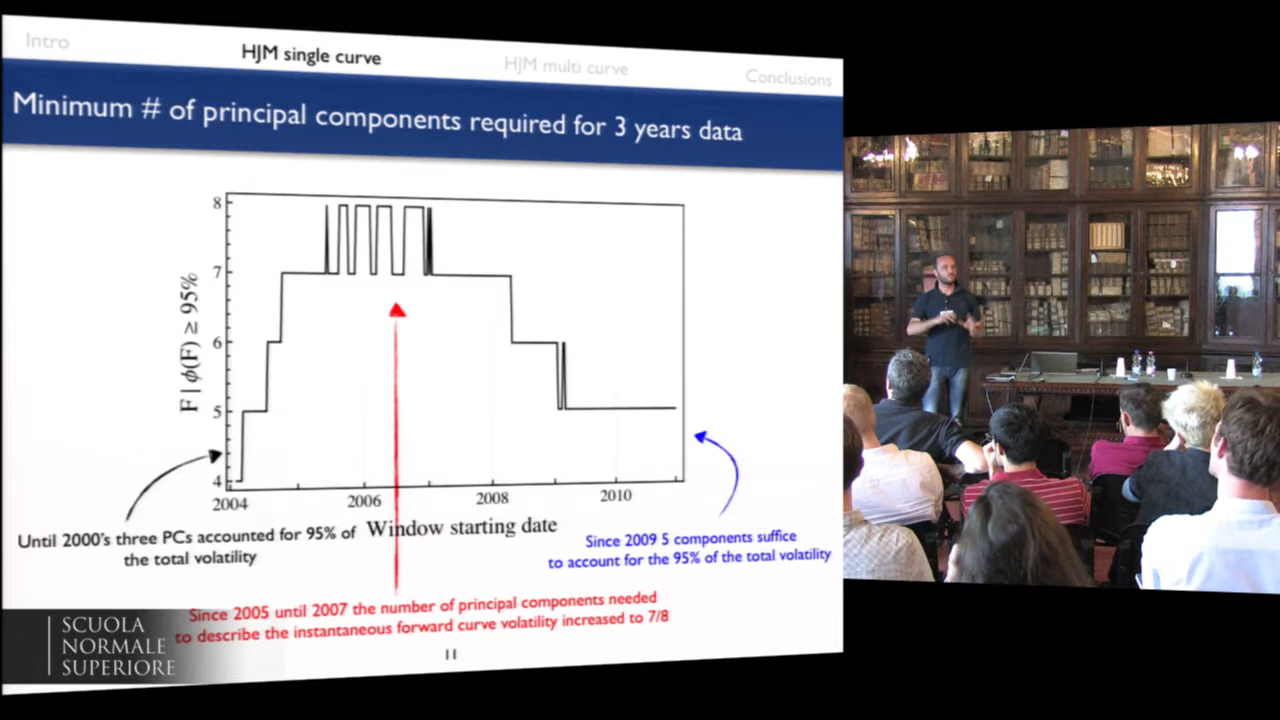 Intro
HJM single curve
HJM multi curve
Conclusions
Minimum # of principal components required for 3 years data
8
7
6
5
4
F | ϕ(F) ≥ 95%
2004
2006
2008
2010
Window starting date
Until 2000's three PCs accounted for 95% of
the total volatility
Since 2009 5 components suffice
to account for the 95% of the total volatility
Since 2005 until 2007 the number of principal components needed
to describe the instantaneous forward curve volatility increased to 7/8
SCUOLA
NORMALE
SUPERIORE
11